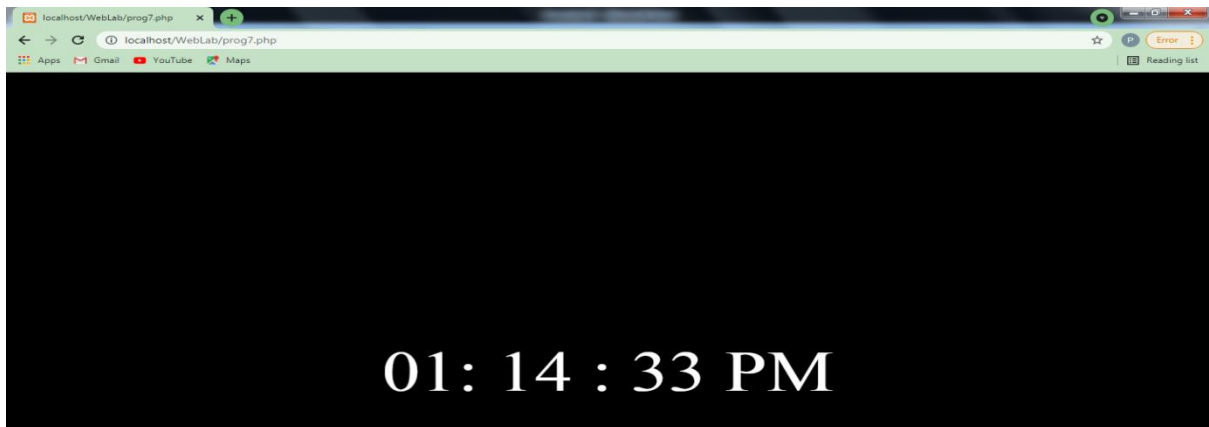 localhost/WebLab/prog7.php
localhost/WebLab/prog7.php
P Error
Apps Gmail YouTube Maps Reading list
01: 14 : 33 PM